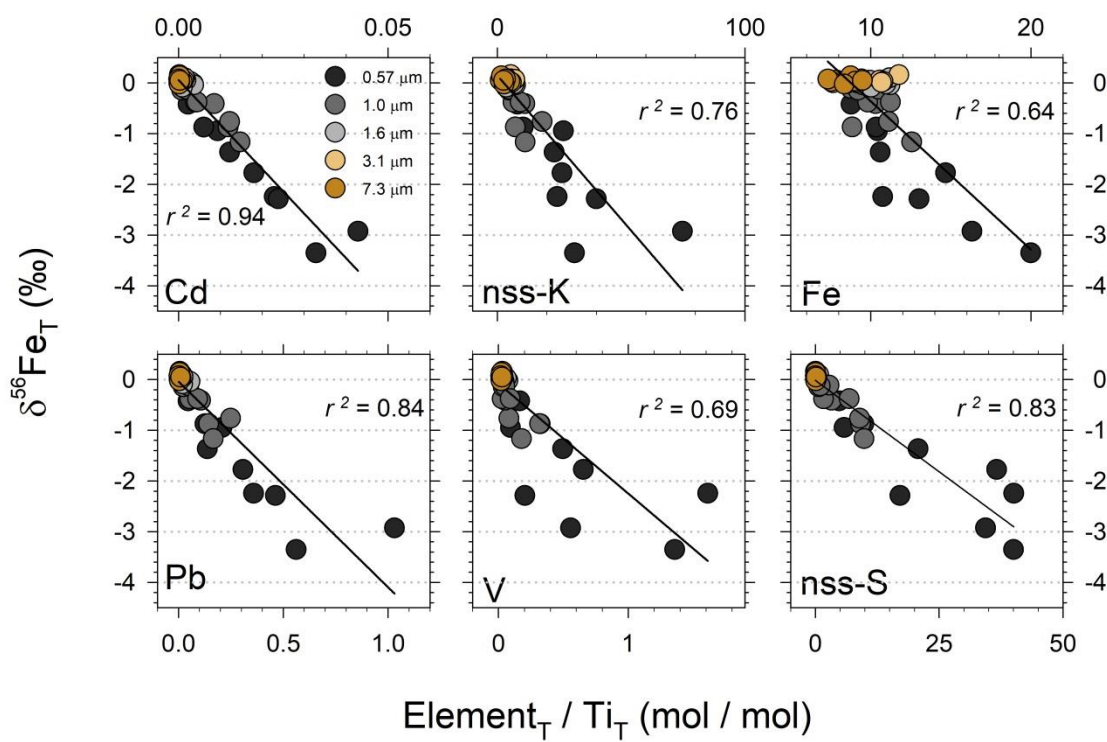 0.00 0.05 0 100 10 20
δ⁵⁶Fe_T (‰)
0 0
-1 -1
-2 -2
-3 -3
-4 -4
0.57 μm
1.0 μm
1.6 μm
3.1 μm
7.3 μm
r² = 0.94
Cd
r² = 0.76
nss-K
r² = 0.64
Fe
0 0
-1 -1
-2 -2
-3 -3
-4 -4
r² = 0.84
Pb
r² = 0.69
V
r² = 0.83
nss-S
0.0 0.5 1.0 0 1 0 25 50
Element_T / Ti_T (mol / mol)